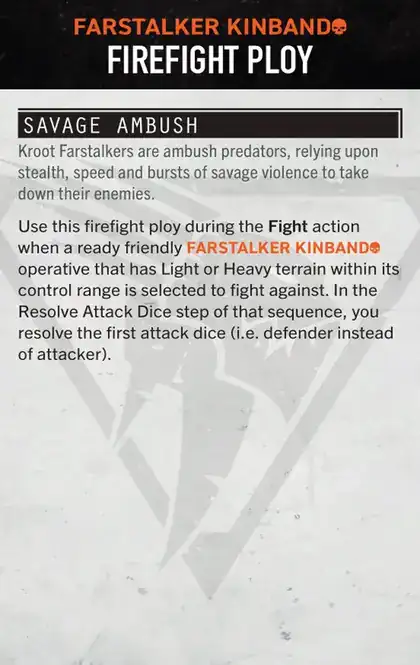 FARSTALKER KINBAND
FIREFIGHT PLOY
SAVAGE AMBUSH
Kroot Farstalkers are ambush predators, relying upon
stealth, speed and bursts of savage violence to take
down their enemies.
Use this firefight ploy during the Fight action
when a ready friendly FARSTALKER KINBAND
operative that has Light or Heavy terrain within its
control range is selected to fight against. In the
Resolve Attack Dice step of that sequence, you
resolve the first attack dice (i.e. defender instead
of attacker).